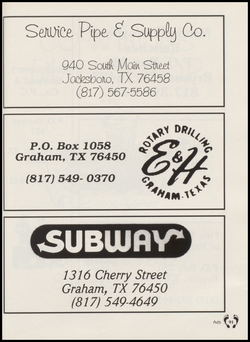 Service Pipe & Supply Co.
940 South Main Street
Jacksboro, TX 76458
(817) 567-5586
P.O. Box 1058
Graham, TX 76450
(817) 549- 0370
ROTARY DRILLING
E&H
GRAHAM-TEXAS
SUBWAY
1316 Cherry Street
Graham, TX 76450
(817) 549-4649
Ads